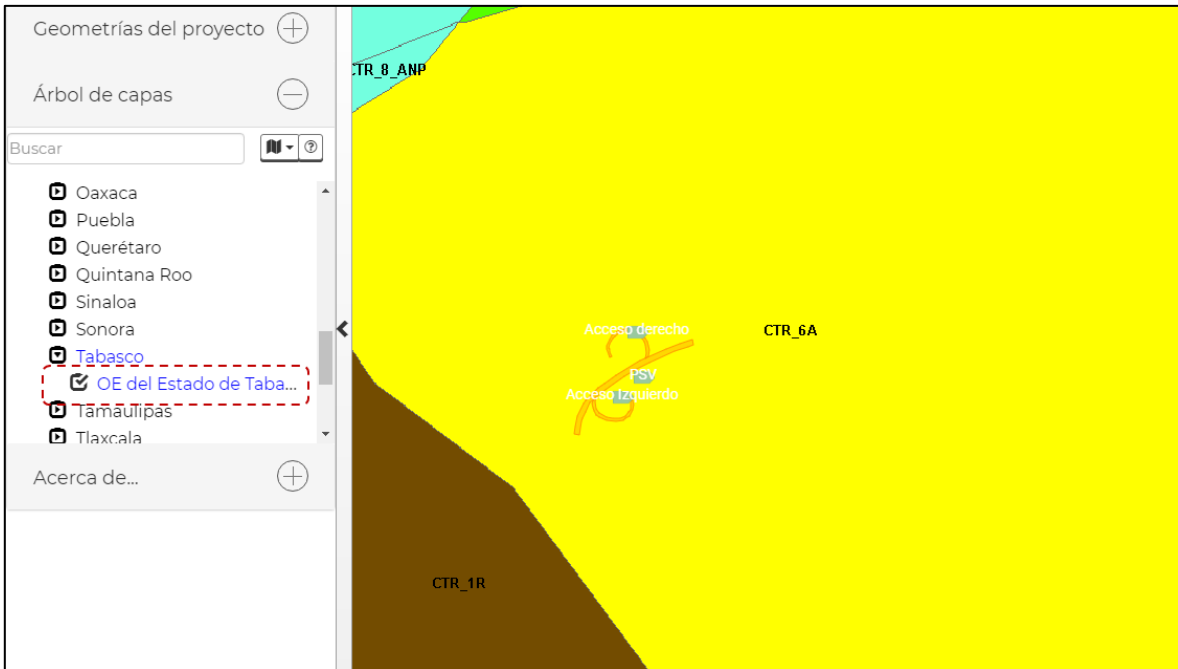 Geometrías del proyecto
Árbol de capas
Buscar
Oaxaca
Puebla
Querétaro
Quintana Roo
Sinaloa
Sonora
Tabasco
OE del Estado de Taba...
Tamaulipas
Tlaxcala
Acerca de...
CTR_8_ANP
Acceso derecho
CTR_6A
PSV
Acceso Izquierdo
CTR_1R